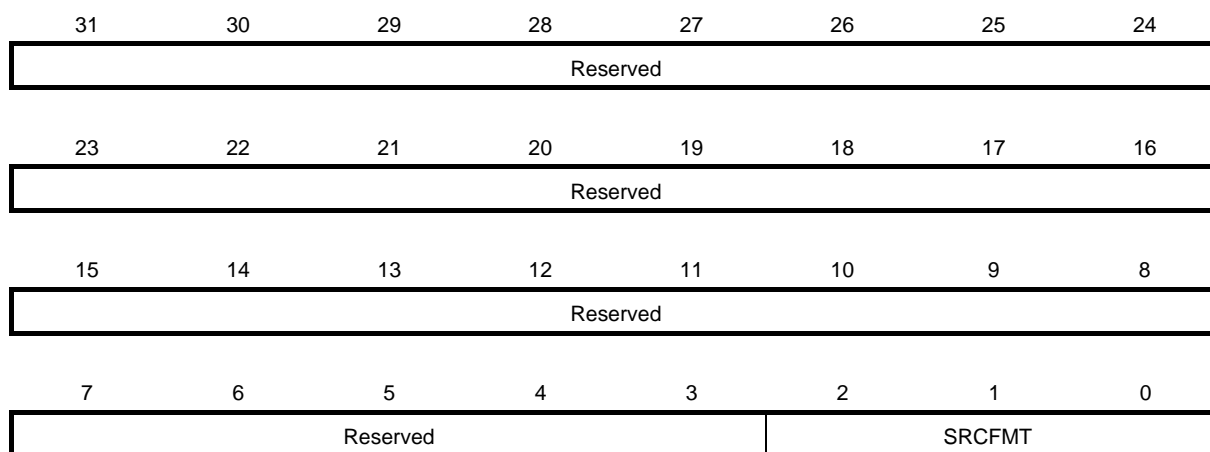 31 30 29 28 27 26 25 24
Reserved
23 22 21 20 19 18 17 16
Reserved
15 14 13 12 11 10 9 8
Reserved
7 6 5 4 3 2 1 0
Reserved SRCFMT